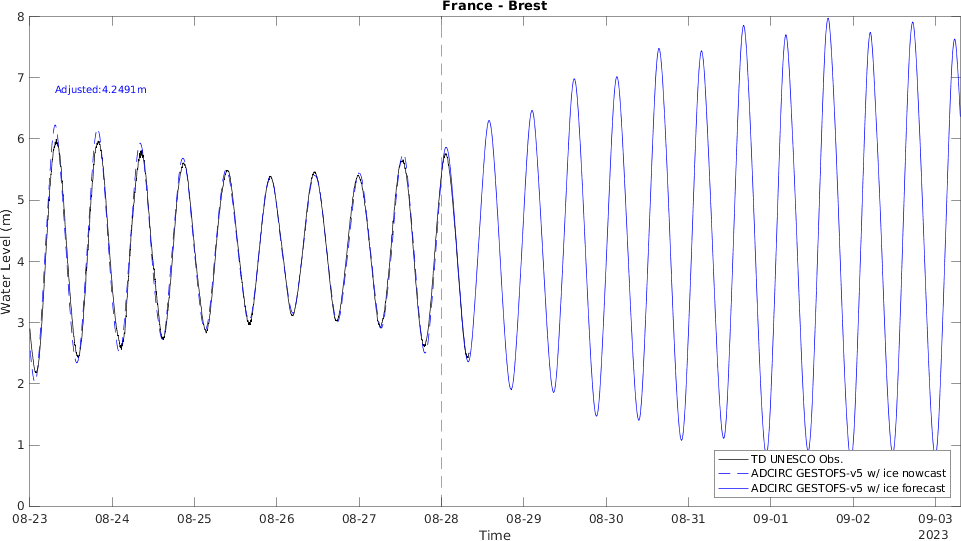 France - Brest
8
7
6
5
4
3
2
1
0
Water Level (m)
Adjusted:4.2491m
TD UNESCO Obs.
ADCIRC GESTOFS-v5 w/ ice nowcast
ADCIRC GESTOFS-v5 w/ ice forecast
08-23 08-24 08-25 08-26 08-27 08-28 08-29 08-30 08-31 09-01 09-02 09-03
Time
2023